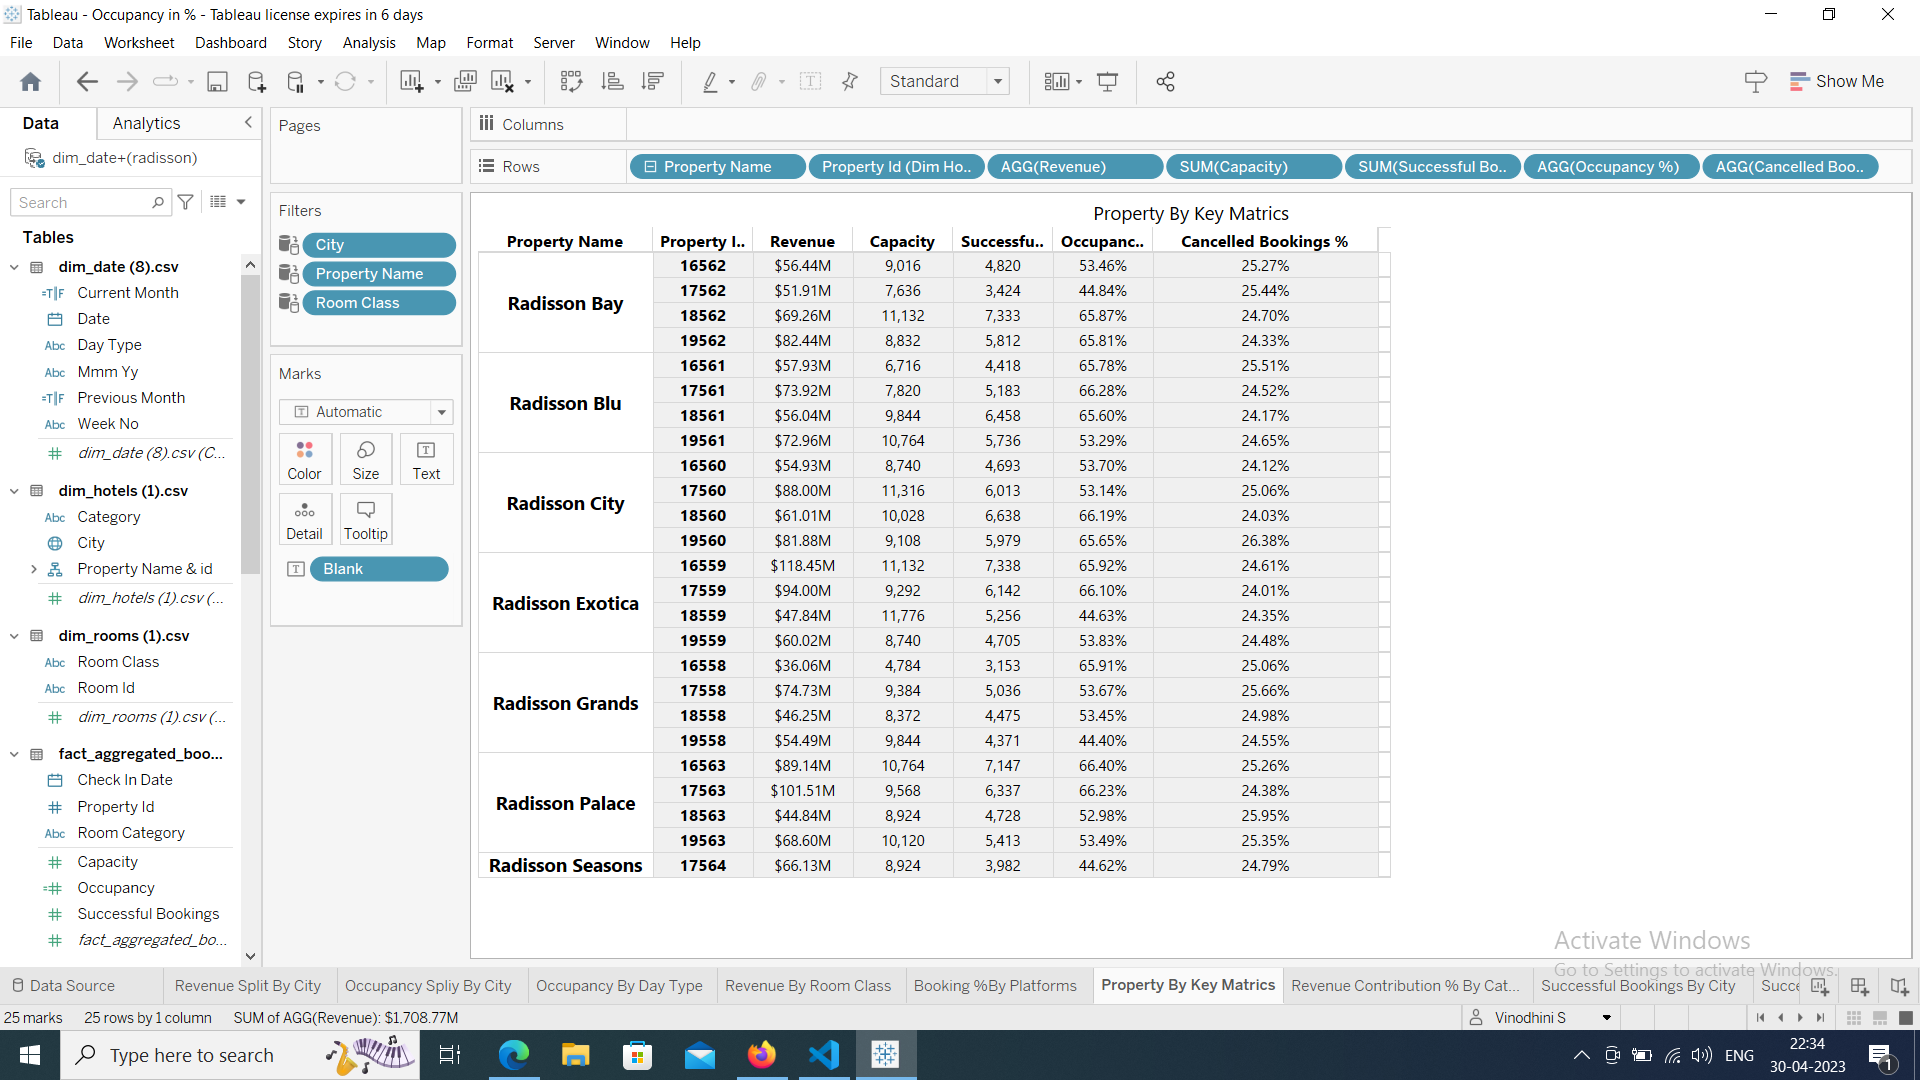 Tableau - Occupancy in % - Tableau license expires in 6 days
File Data Worksheet Dashboard Story Analysis Map Format Server Window Help
Standard
Show Me
Data Analytics
dim_date+(radisson)
Search
Tables
dim_date (8).csv
=T|F Current Month
Date
Abc Day Type
Abc Mmm Yy
=T|F Previous Month
Abc Week No
# dim_date (8).csv (C...
dim_hotels (1).csv
Abc Category
City
Property Name & id
# dim_hotels (1).csv (...
dim_rooms (1).csv
Abc Room Class
Abc Room Id
# dim_rooms (1).csv (...
fact_aggregated_boo...
Check In Date
# Property Id
Abc Room Category
# Capacity
=# Occupancy
# Successful Bookings
# fact_aggregated_bo...
Pages
Filters
City
Property Name
Room Class
Marks
T Automatic
Color Size Text
Detail Tooltip
T Blank
Columns
Rows Property Name Property Id (Dim Ho.. AGG(Revenue) SUM(Capacity) SUM(Successful Bo.. AGG(Occupancy %) AGG(Cancelled Boo..
Property By Key Matrics
Property Name Property I.. Revenue Capacity Successfu.. Occupanc.. Cancelled Bookings %
Radisson Bay
16562 $56.44M 9,016 4,820 53.46% 25.27%
17562 $51.91M 7,636 3,424 44.84% 25.44%
18562 $69.26M 11,132 7,333 65.87% 24.70%
19562 $82.44M 8,832 5,812 65.81% 24.33%
Radisson Blu
16561 $57.93M 6,716 4,418 65.78% 25.51%
17561 $73.92M 7,820 5,183 66.28% 24.52%
18561 $56.04M 9,844 6,458 65.60% 24.17%
19561 $72.96M 10,764 5,736 53.29% 24.65%
Radisson City
16560 $54.93M 8,740 4,693 53.70% 24.12%
17560 $88.00M 11,316 6,013 53.14% 25.06%
18560 $61.01M 10,028 6,638 66.19% 24.03%
19560 $81.88M 9,108 5,979 65.65% 26.38%
Radisson Exotica
16559 $118.45M 11,132 7,338 65.92% 24.61%
17559 $94.00M 9,292 6,142 66.10% 24.01%
18559 $47.84M 11,776 5,256 44.63% 24.35%
19559 $60.02M 8,740 4,705 53.83% 24.48%
Radisson Grands
16558 $36.06M 4,784 3,153 65.91% 25.06%
17558 $74.73M 9,384 5,036 53.67% 25.66%
18558 $46.25M 8,372 4,475 53.45% 24.98%
19558 $54.49M 9,844 4,371 44.40% 24.55%
Radisson Palace
16563 $89.14M 10,764 7,147 66.40% 25.26%
17563 $101.51M 9,568 6,337 66.23% 24.38%
18563 $44.84M 8,924 4,728 52.98% 25.95%
19563 $68.60M 10,120 5,413 53.49% 25.35%
Radisson Seasons 17564 $66.13M 8,924 3,982 44.62% 24.79%
Activate Windows
Go to Settings to activate Windows.
Data Source Revenue Split By City Occupancy Spliy By City Occupancy By Day Type Revenue By Room Class Booking %By Platforms Property By Key Matrics Revenue Contribution % By Cat... Successful Bookings By City Succe
25 marks 25 rows by 1 column SUM of AGG(Revenue): $1,708.77M Vinodhini S
Type here to search
ENG
22:34
30-04-2023
1